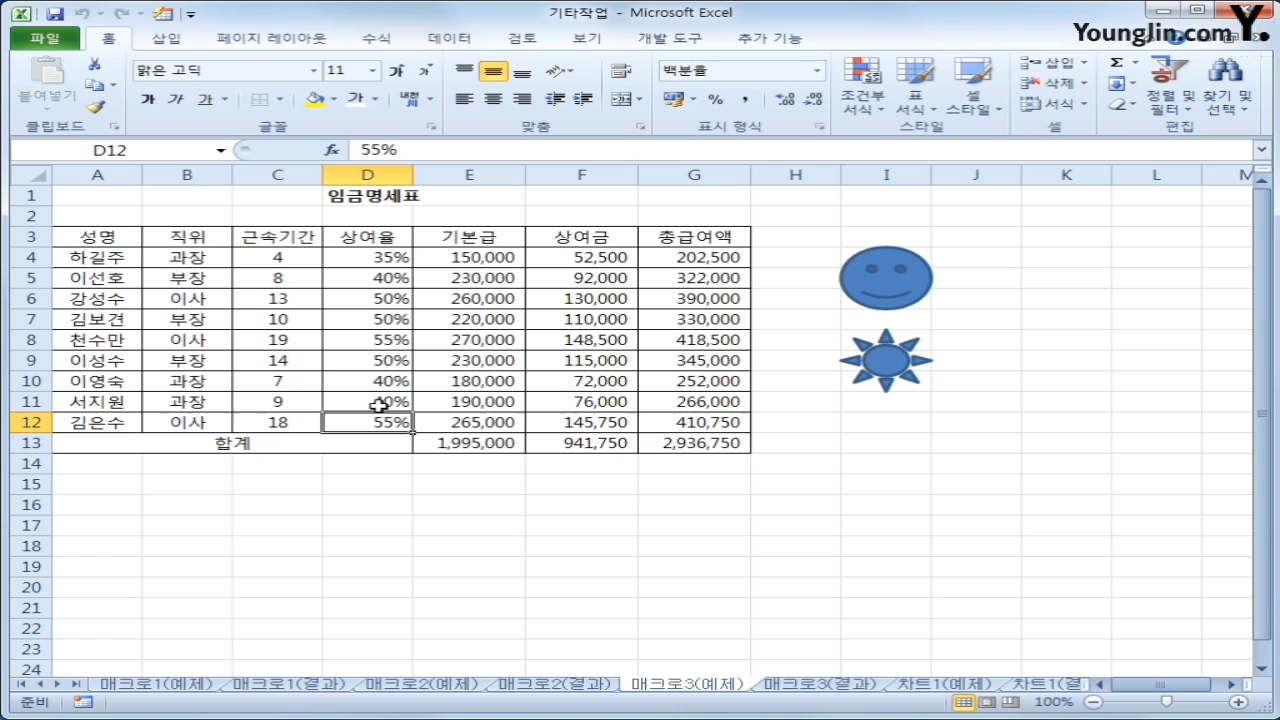 기타작업 - Microsoft Excel
Younglin.com Y.
파일 홈 삽입 페이지 레이아웃 수식 데이터 검토 보기 개발 도구 추가 기능
붙여넣기 맑은 고딕 11 가 가 백분율 조건부 서식 표 서식 셀 스타일 삽입 삭제 서식 Σ 정렬 및 필터 찾기 및 선택
가 가 가 가 내천 % ,
클립보드 글꼴 맞춤 표시 형식 스타일 셀 편집
D12 fx 55%
A B C D E F G H I J K L M
1 임금명세표
2
3 성명 직위 근속기간 상여율 기본급 상여금 총급여액
4 하길주 과장 4 35% 150,000 52,500 202,500
5 이선호 부장 8 40% 230,000 92,000 322,000
6 강성수 이사 13 50% 260,000 130,000 390,000
7 김보견 부장 10 50% 220,000 110,000 330,000
8 천수만 이사 19 55% 270,000 148,500 418,500
9 이성수 부장 14 50% 230,000 115,000 345,000
10 이영숙 과장 7 40% 180,000 72,000 252,000
11 서지원 과장 9 40% 190,000 76,000 266,000
12 김은수 이사 18 55% 265,000 145,750 410,750
13 합계 1,995,000 941,750 2,936,750
14
15
16
17
18
19
20
21
22
23
24
매크로1(예제) 매크로1(결과) 매크로2(예제) 매크로2(결과) 매크로3(예제) 매크로3(결과) 차트1(예제) 차트1(결
준비 100%